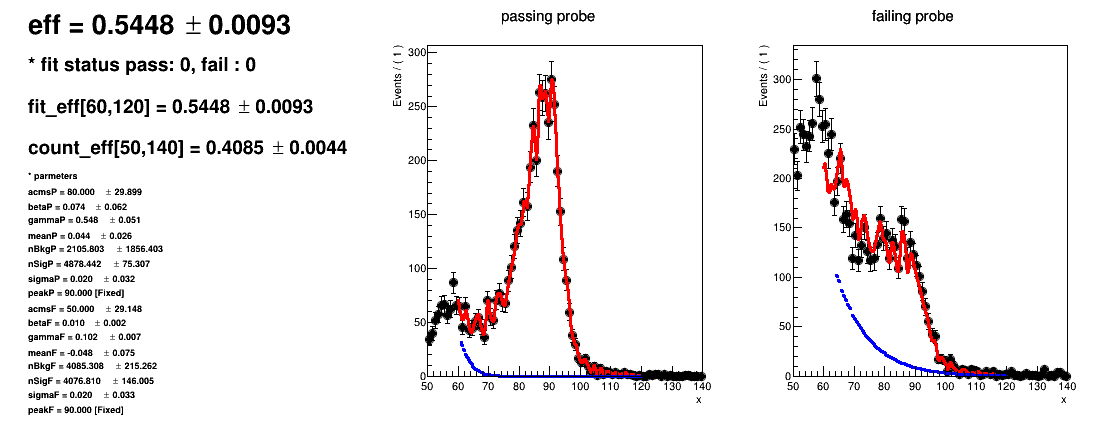 eff = 0.5448 ± 0.0093
* fit status pass: 0, fail : 0
fit_eff[60,120] = 0.5448 ± 0.0093
count_eff[50,140] = 0.4085 ± 0.0044
* parmeters
acmsP = 80.000 ± 29.899
betaP = 0.074 ± 0.062
gammaP = 0.548 ± 0.051
meanP = 0.044 ± 0.026
nBkgP = 2105.803 ± 1856.403
nSigP = 4878.442 ± 75.307
sigmaP = 0.020 ± 0.032
peakP = 90.000 [Fixed]
acmsF = 50.000 ± 29.148
betaF = 0.010 ± 0.002
gammaF = 0.102 ± 0.007
meanF = -0.048 ± 0.075
nBkgF = 4085.308 ± 215.262
nSigF = 4076.810 ± 146.005
sigmaF = 0.020 ± 0.033
peakF = 90.000 [Fixed]
passing probe
Events / ( 1 )
300
250
200
150
100
50
0
50 60 70 80 90 100 110 120 130 140
x
failing probe
Events / ( 1 )
300
250
200
150
100
50
0
50 60 70 80 90 100 110 120 130 140
x